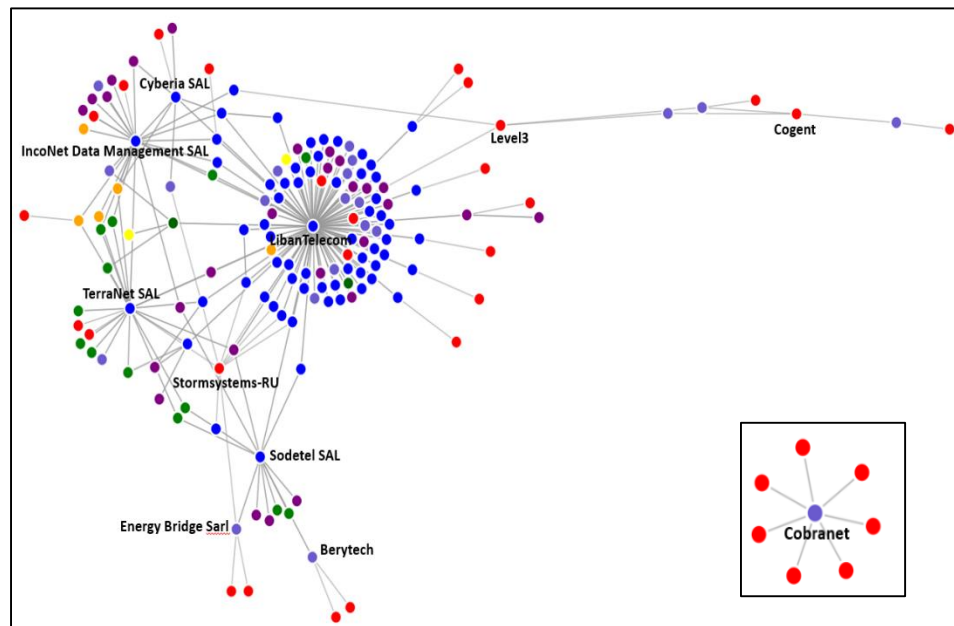 Cyberia SAL
Level3
Cogent
IncoNet Data Management SAL
LibanTelecom
TerraNet SAL
Stormsystems-RU
Sodetel SAL
Energy Bridge Sarl
Berytech
Cobranet